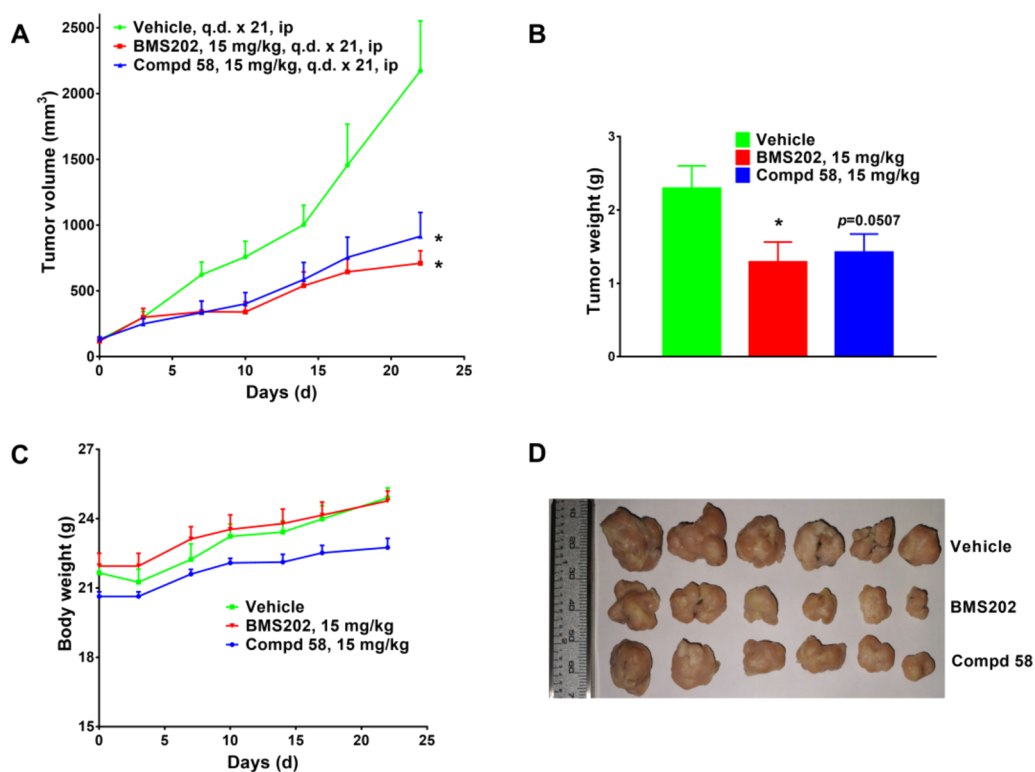 A
Vehicle, q.d. x 21, ip
BMS202, 15 mg/kg, q.d. x 21, ip
Compd 58, 15 mg/kg, q.d. x 21, ip
Tumor volume (mm³)
2500
2000
1500
1000
500
0
*
*
0 5 10 15 20 25
Days (d)
B
Vehicle
BMS202, 15 mg/kg
Compd 58, 15 mg/kg
Tumor weight (g)
3
2
1
0
*
p=0.0507
C
Body weight (g)
27
24
21
18
15
Vehicle
BMS202, 15 mg/kg
Compd 58, 15 mg/kg
0 5 10 15 20 25
Days (d)
D
Vehicle
BMS202
Compd 58